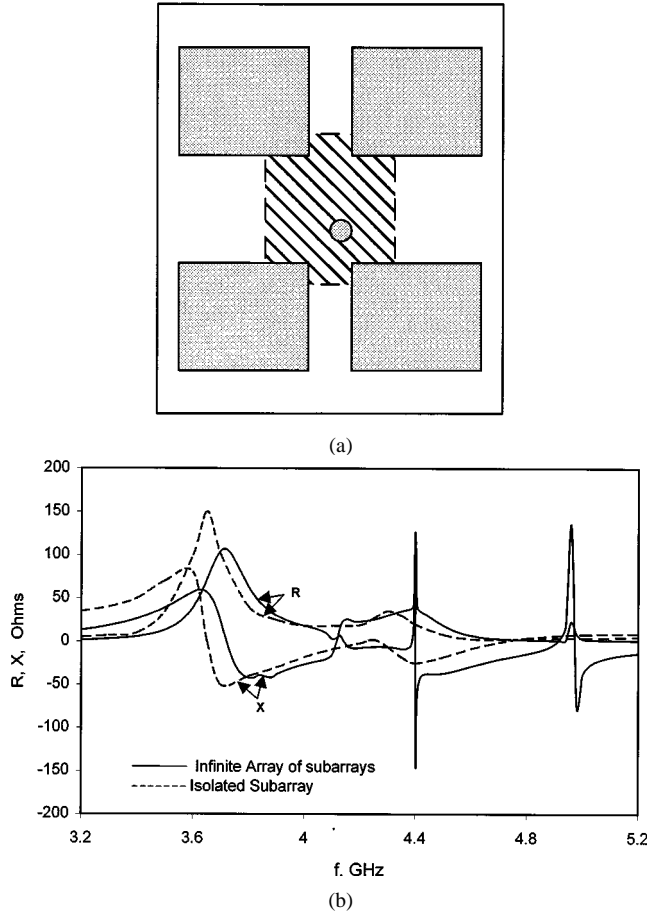 (a)
200
150
100
50
0
-50
-100
-150
-200
R, X, Ohms
R
X
Infinite Array of subarrays
Isolated Subarray
3.2
3.6
4
4.4
4.8
5.2
f. GHz
(b)